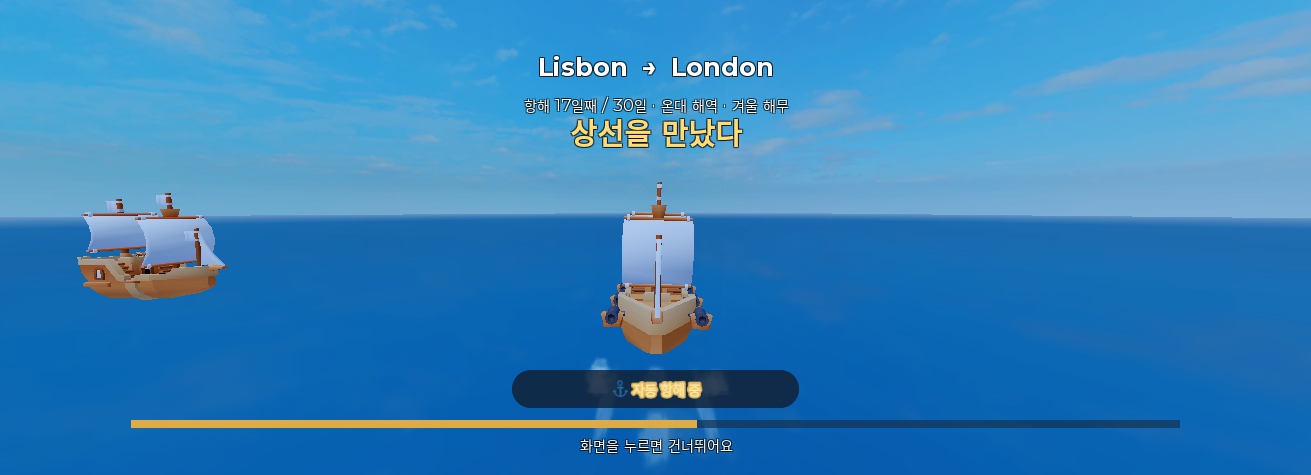 Lisbon → London
항해 17일째 / 30일 · 온대 해역 · 겨울 해무
상선을 만났다
⚓ 자동 항해 중
화면을 누르면 건너뛰어요